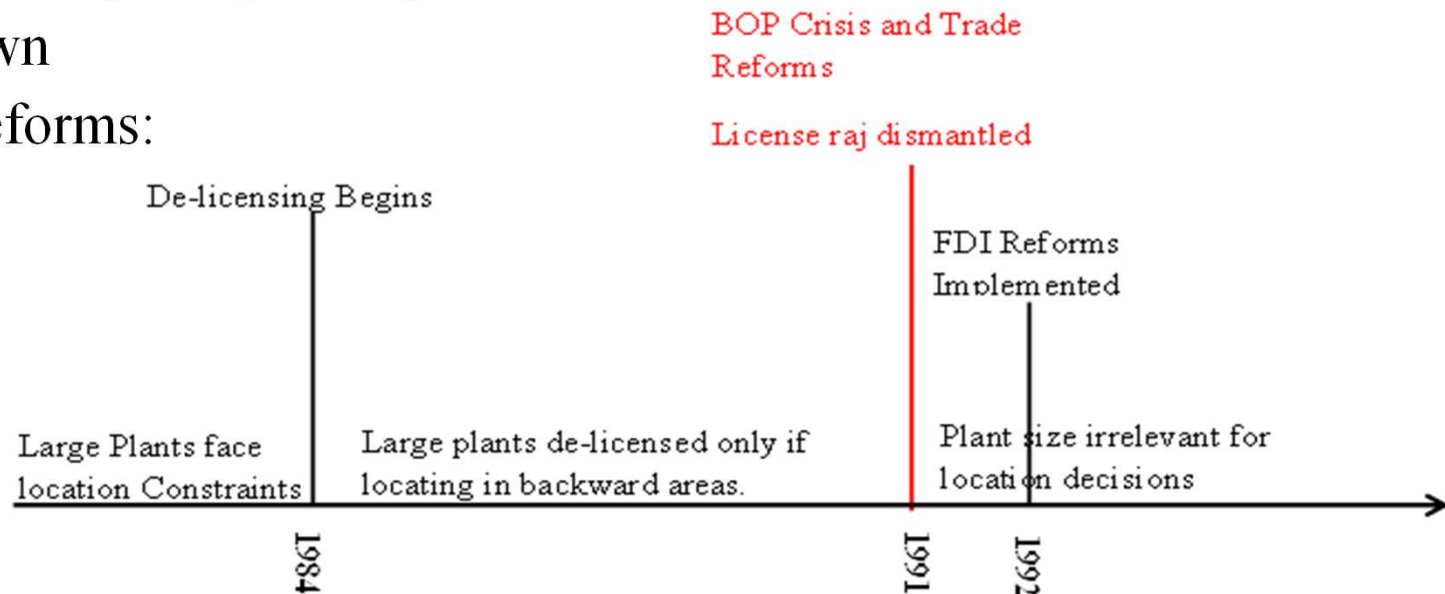 BOP Crisis and Trade
Reforms
License raj dismantled
De-licensing Begins
FDI Reforms
Implemented
Large Plants face
location Constraints
Large plants de-licensed only if
locating in backward areas.
Plant size irrelevant for
location decisions
1984
1991
1992